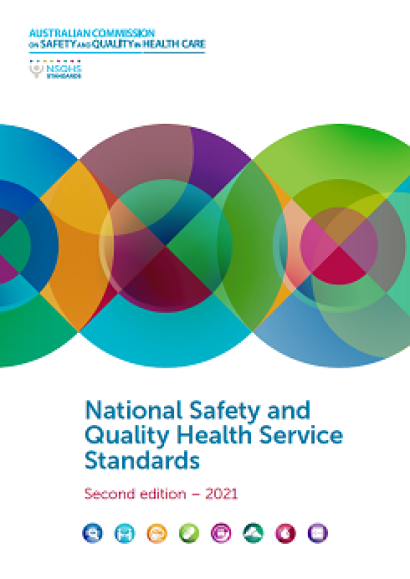 AUSTRALIAN COMMISSION
ON SAFETY AND QUALITY IN HEALTH CARE
NSQHS
STANDARDS
National Safety and
Quality Health Service
Standards
Second edition – 2021